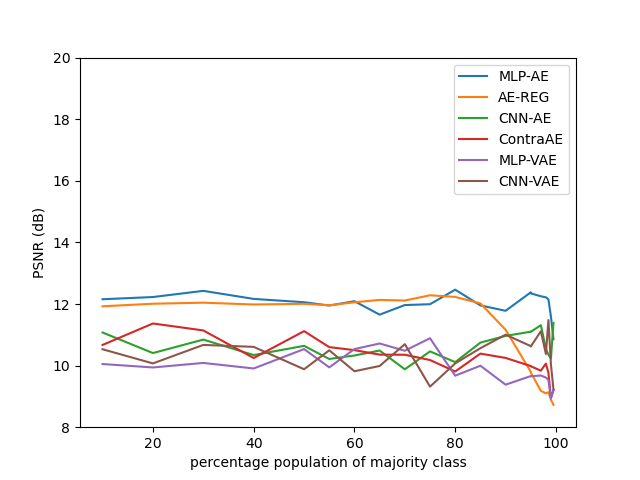 20
18
16
14
12
10
8
PSNR (dB)
MLP-AE
AE-REG
CNN-AE
ContraAE
MLP-VAE
CNN-VAE
20 40 60 80 100
percentage population of majority class